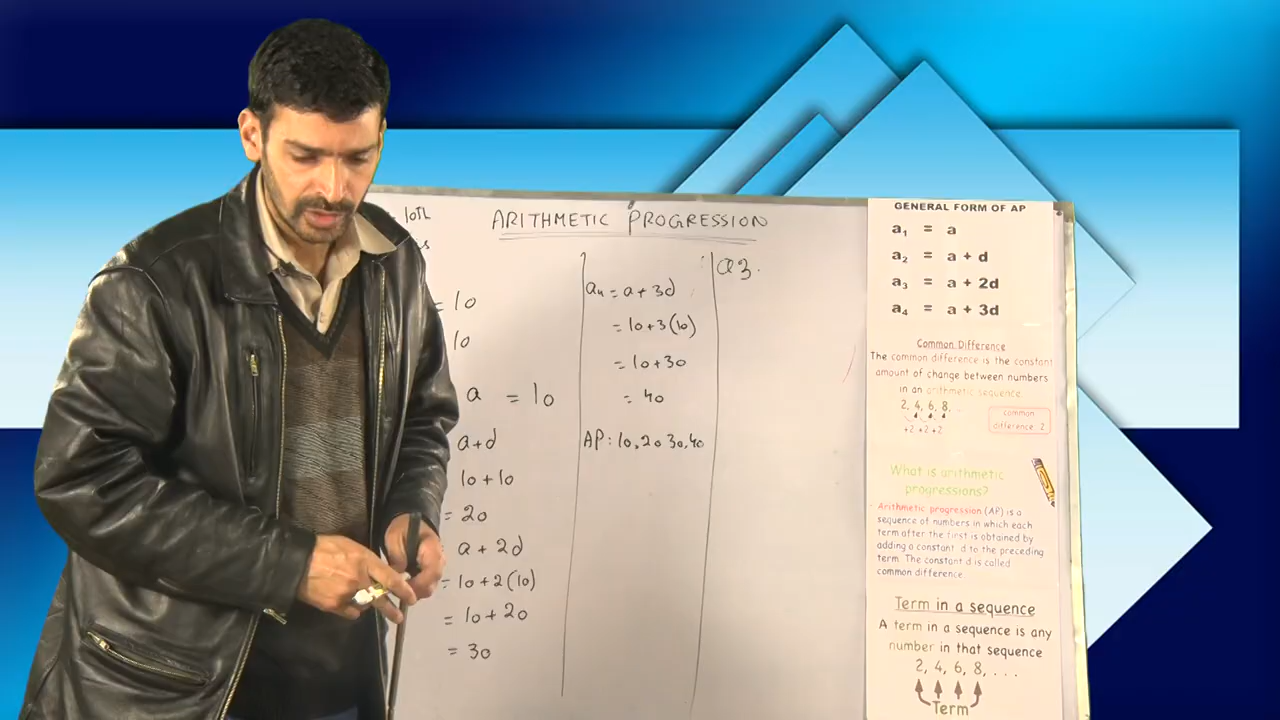 10th
ARITHMETIC PROGRESSION
= 10
10
a = 10
a+d
10+10
= 20
a + 2d
= 10+2(10)
= 10+20
= 30
a4 = a+3d
= 10+3(10)
= 10+30
= 40
AP: 10,20 30,40
Q3.
GENERAL FORM OF AP
a1 = a
a2 = a + d
a3 = a + 2d
a4 = a + 3d
Common Difference
The common difference is the constant
amount of change between numbers
in an arithmetic sequence
2, 4, 6, 8, . .
+2 +2 +2
common
difference: 2
What is arithmetic
progressions?
Arithmetic progression (AP) is a
sequence of numbers in which each
term after the first is obtained by
adding a constant d to the preceding
term. The constant d is called
common difference.
Term in a sequence
A term in a sequence is any
number in that sequence
2, 4, 6, 8, . . .
Term